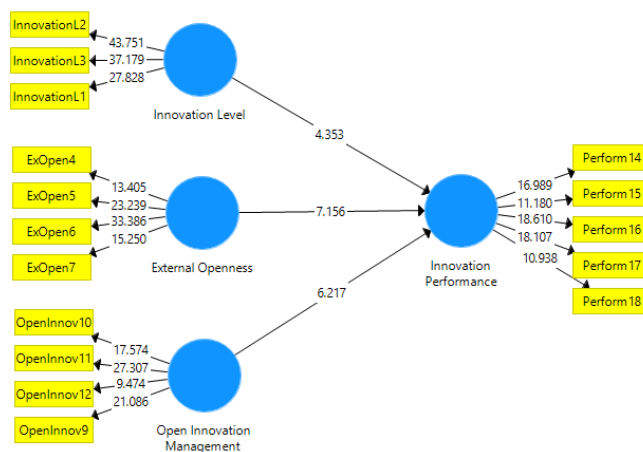 InnovationL2
43.751
InnovationL3
37.179
InnovationL1
27.828
Innovation Level
4.353
ExOpen4
13.405
ExOpen5
23.239
ExOpen6
33.386
ExOpen7
15.250
External Openness
7.156
OpenInnov10
17.574
OpenInnov11
27.307
OpenInnov12
9.474
OpenInnov9
21.086
Open Innovation
Management
6.217
Innovation
Performance
Perform14
16.989
Perform15
11.180
Perform16
18.610
Perform17
18.107
Perform18
10.938